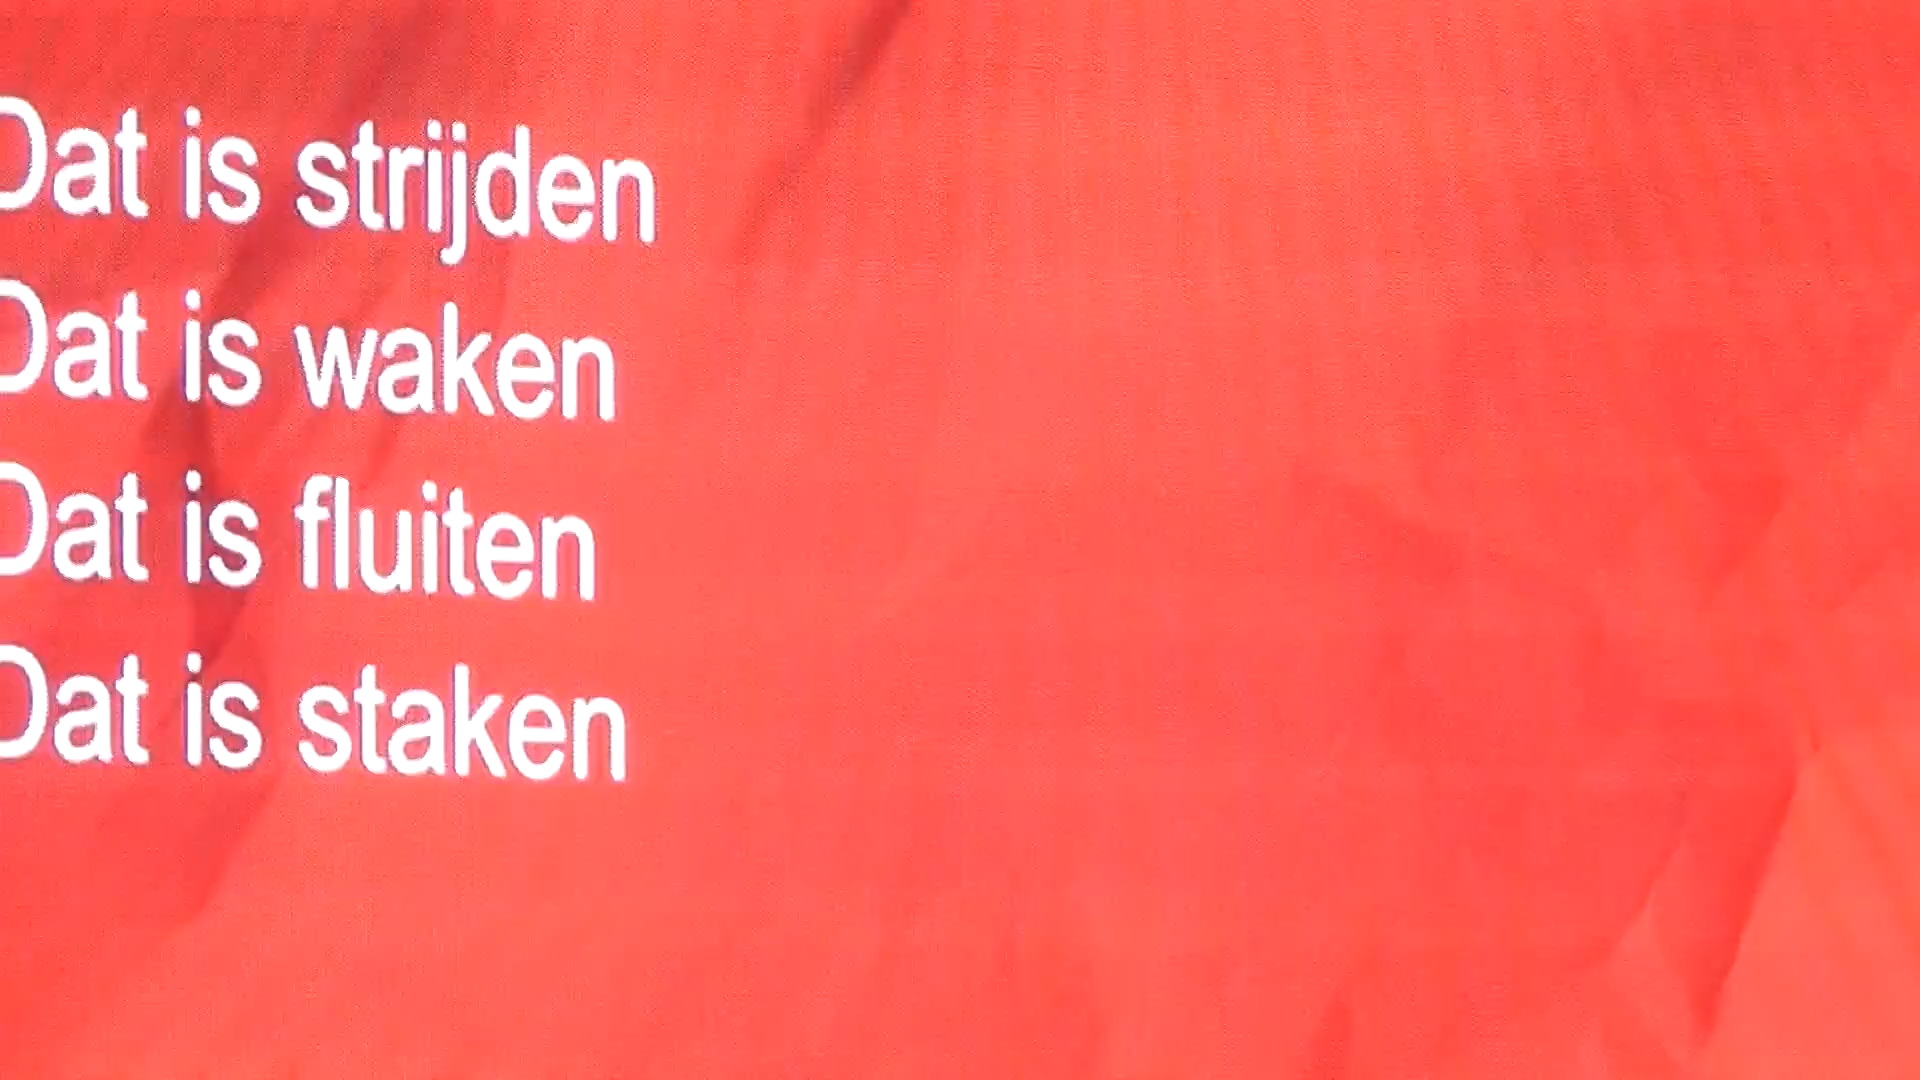 Dat is strijden
Dat is waken
Dat is fluiten
Dat is staken